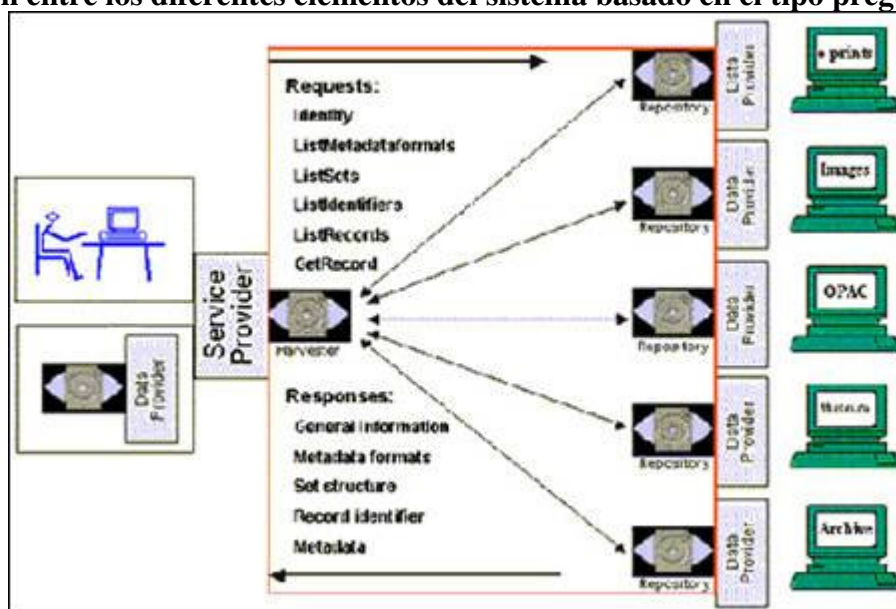 n entre los diferentes elementos del sistema basado en el tipo preg
Requests:
Identity
ListMetadataformats
ListSets
ListIdentifiers
ListRecords
GetRecord
Service
Provider
Harvester
Data
Provider
Responses:
General Information
Metadata formats
Set structure
Record identifier
Metadata
Repository
Data
Provider
e prints
Repository
Data
Provider
Images
Repository
Data
Provider
OPAC
Repository
Data
Provider
Repository
Data
Provider
Archive